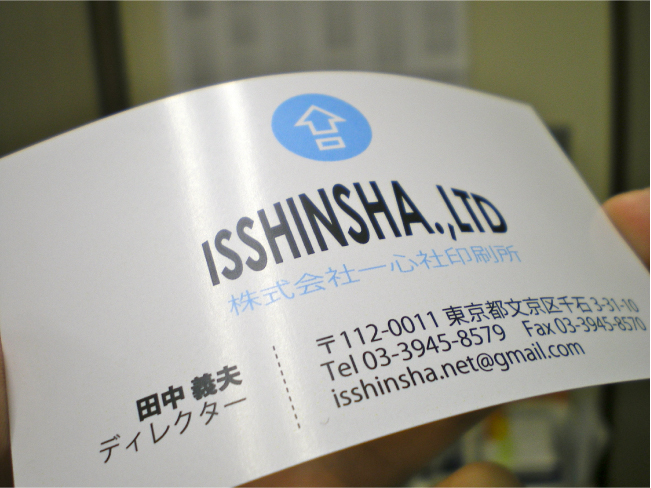 ISSHINSHA.,LTD
株式会社一心社印刷所
〒112-0011 東京都文京区千石 3-31-10
Tel 03-3945-8579 Fax 03-3945-8570
isshinsha.net@gmail.com
田中 義夫
ディレクター